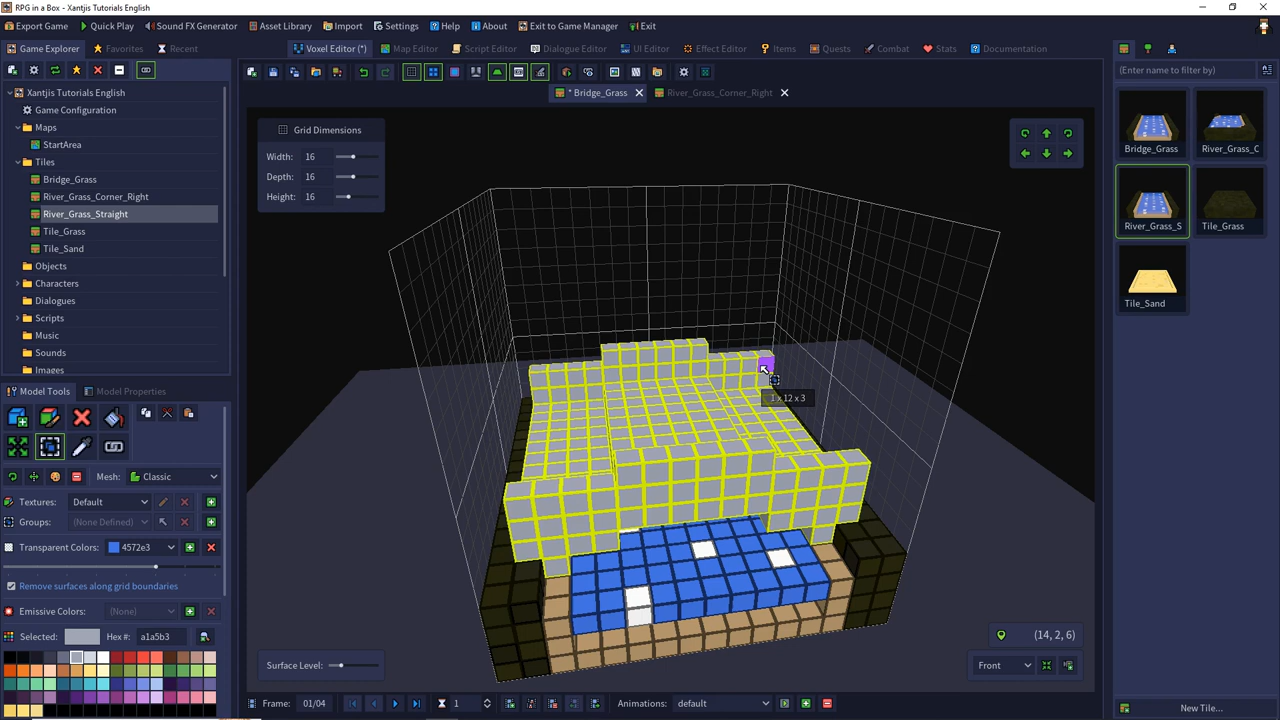 RPG in a Box - Xantjis Tutorials English
Export Game Quick Play Sound FX Generator Asset Library Import Settings Help About Exit to Game Manager Exit
Game Explorer Favorites Recent Voxel Editor (*) Map Editor Script Editor Dialogue Editor UI Editor Effect Editor Items Quests Combat Stats Documentation
(Enter name to filter by)
* Bridge_Grass River_Grass_Corner_Right
Xantjis Tutorials English
Game Configuration
Maps
StartArea
Tiles
Bridge_Grass
River_Grass_Corner_Right
River_Grass_Straight
Tile_Grass
Tile_Sand
Objects
Characters
Dialogues
Scripts
Music
Sounds
Images
Grid Dimensions
Width: 16
Depth: 16
Height: 16
Bridge_Grass River_Grass_C
River_Grass_S Tile_Grass
Tile_Sand
1 x 12 x 3
Model Tools Model Properties
Mesh: Classic
Textures: Default
Groups: (None Defined)
Transparent Colors: 4572e3
Remove surfaces along grid boundaries
Emissive Colors: (None)
Selected: Hex #: a1a5b3
Surface Level:
(14, 2, 6)
Front
Frame: 01/04 1 Animations: default
New Tile...